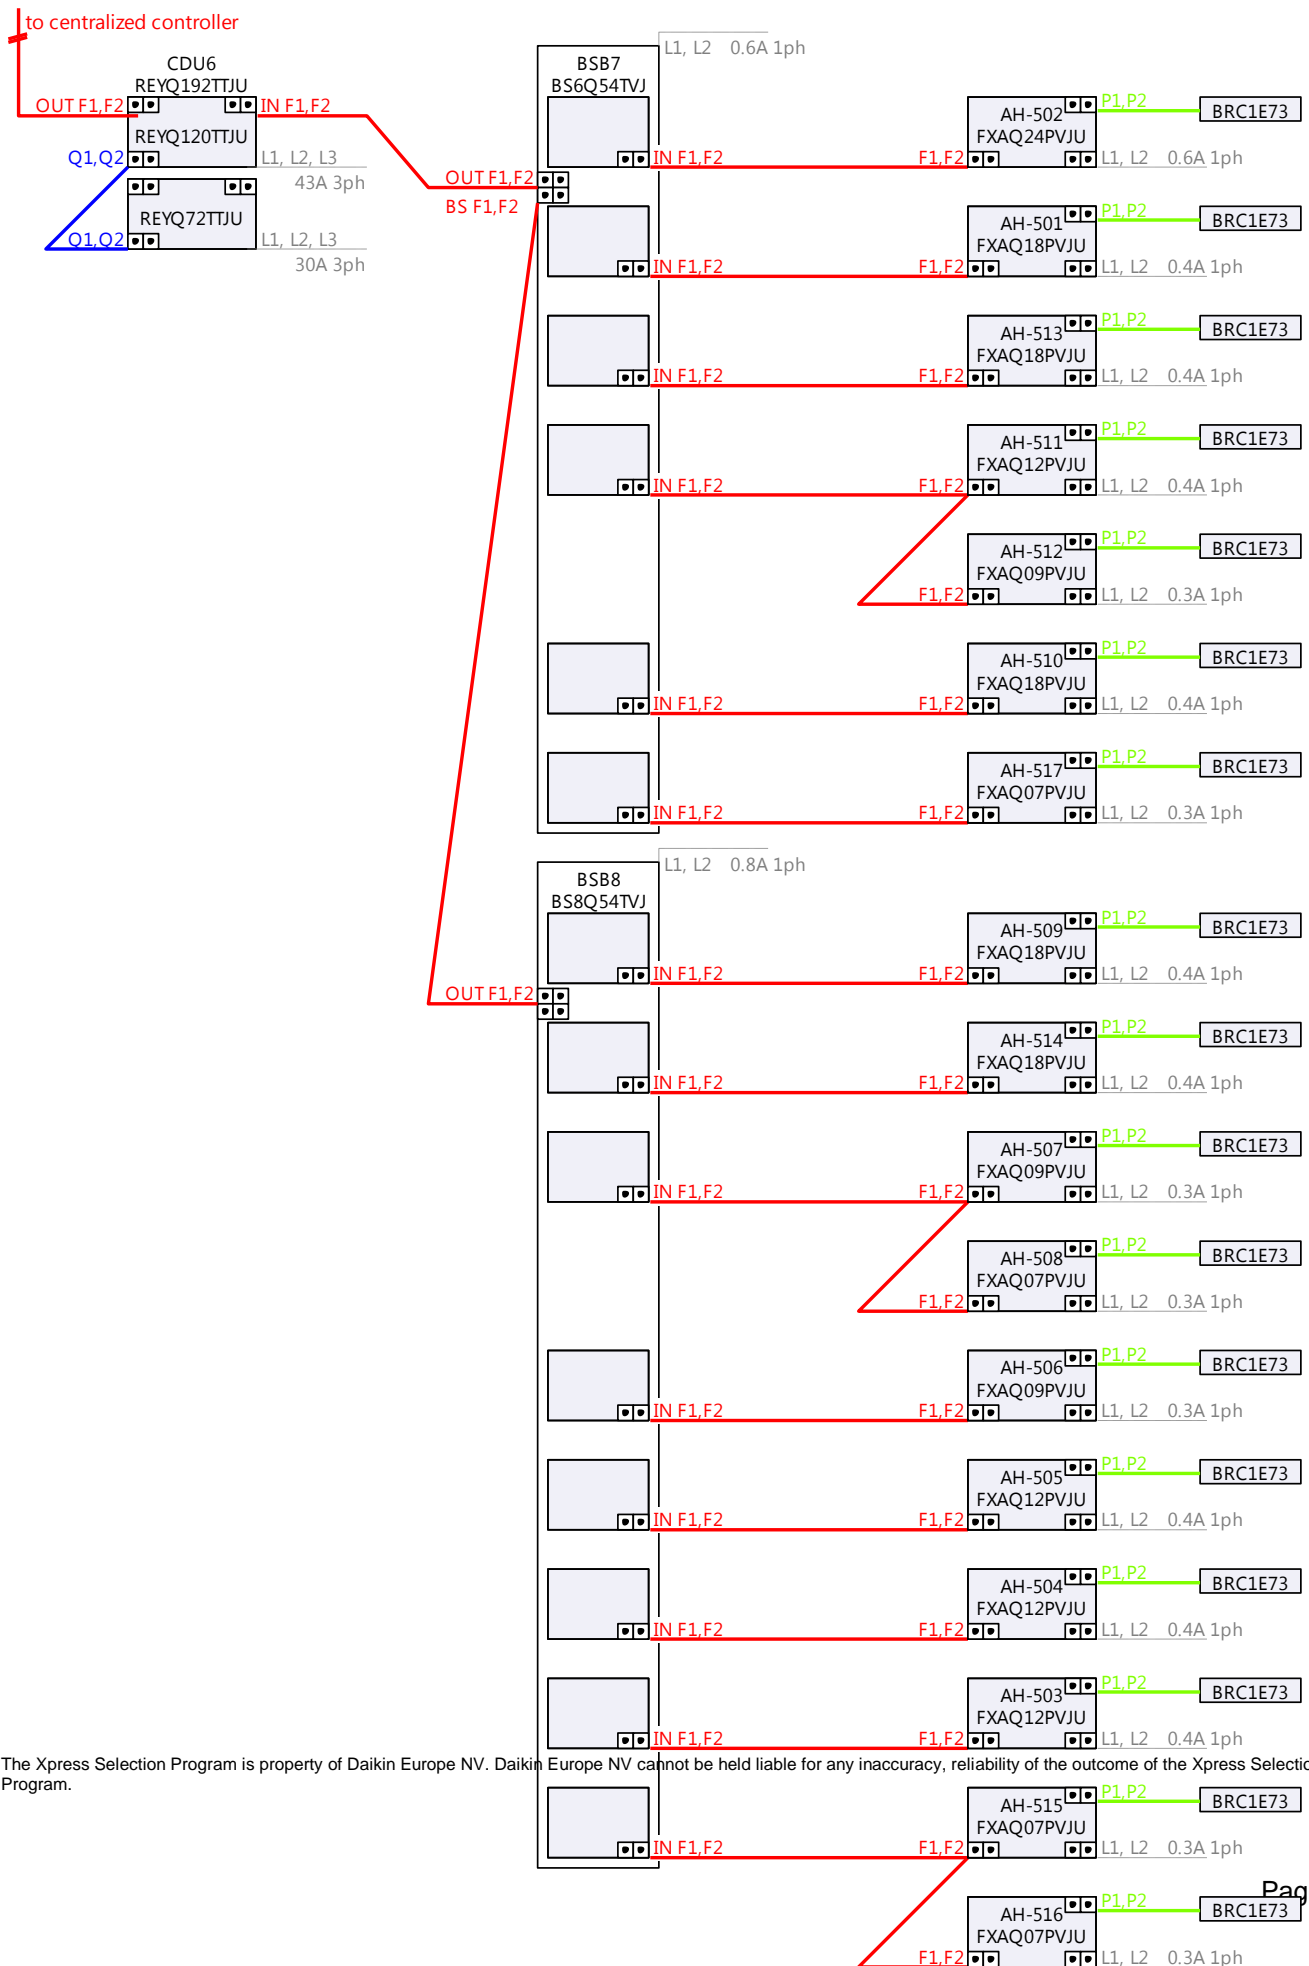 to centralized controller
CDU6
REYQ192TTJU
OUT F1,F2
IN F1,F2
REYQ120TTJU
Q1,Q2
L1, L2, L3
43A 3ph
REYQ72TTJU
Q1,Q2
L1, L2, L3
30A 3ph
L1, L2 0.6A 1ph
BSB7
BS6Q54TVJ
OUT F1,F2
BS F1,F2
IN F1,F2
F1,F2
AH-502
FXAQ24PVJU
P1,P2
BRC1E73
L1, L2 0.6A 1ph
IN F1,F2
F1,F2
AH-501
FXAQ18PVJU
P1,P2
BRC1E73
L1, L2 0.4A 1ph
IN F1,F2
F1,F2
AH-513
FXAQ18PVJU
P1,P2
BRC1E73
L1, L2 0.4A 1ph
IN F1,F2
F1,F2
AH-511
FXAQ12PVJU
P1,P2
BRC1E73
L1, L2 0.4A 1ph
F1,F2
AH-512
FXAQ09PVJU
P1,P2
BRC1E73
L1, L2 0.3A 1ph
IN F1,F2
F1,F2
AH-510
FXAQ18PVJU
P1,P2
BRC1E73
L1, L2 0.4A 1ph
IN F1,F2
F1,F2
AH-517
FXAQ07PVJU
P1,P2
BRC1E73
L1, L2 0.3A 1ph
L1, L2 0.8A 1ph
BSB8
BS8Q54TVJ
OUT F1,F2
IN F1,F2
F1,F2
AH-509
FXAQ18PVJU
P1,P2
BRC1E73
L1, L2 0.4A 1ph
IN F1,F2
F1,F2
AH-514
FXAQ18PVJU
P1,P2
BRC1E73
L1, L2 0.4A 1ph
IN F1,F2
F1,F2
AH-507
FXAQ09PVJU
P1,P2
BRC1E73
L1, L2 0.3A 1ph
F1,F2
AH-508
FXAQ07PVJU
P1,P2
BRC1E73
L1, L2 0.3A 1ph
IN F1,F2
F1,F2
AH-506
FXAQ09PVJU
P1,P2
BRC1E73
L1, L2 0.3A 1ph
IN F1,F2
F1,F2
AH-505
FXAQ12PVJU
P1,P2
BRC1E73
L1, L2 0.4A 1ph
IN F1,F2
F1,F2
AH-504
FXAQ12PVJU
P1,P2
BRC1E73
L1, L2 0.4A 1ph
IN F1,F2
F1,F2
AH-503
FXAQ12PVJU
P1,P2
BRC1E73
L1, L2 0.4A 1ph
The Xpress Selection Program is property of Daikin Europe NV. Daikin Europe NV cannot be held liable for any inaccuracy, reliability of the outcome of the Xpress Selectio
Program.
IN F1,F2
F1,F2
AH-515
FXAQ07PVJU
P1,P2
BRC1E73
L1, L2 0.3A 1ph
Pag
F1,F2
AH-516
FXAQ07PVJU
P1,P2
BRC1E73
L1, L2 0.3A 1ph